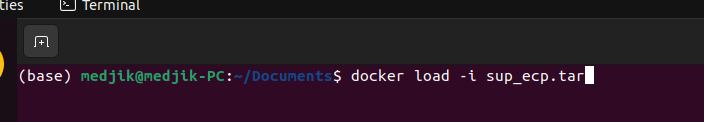 ties Terminal
(base) medjik@medjik-PC:~/Documents$ docker load -i sup_ecp.tar